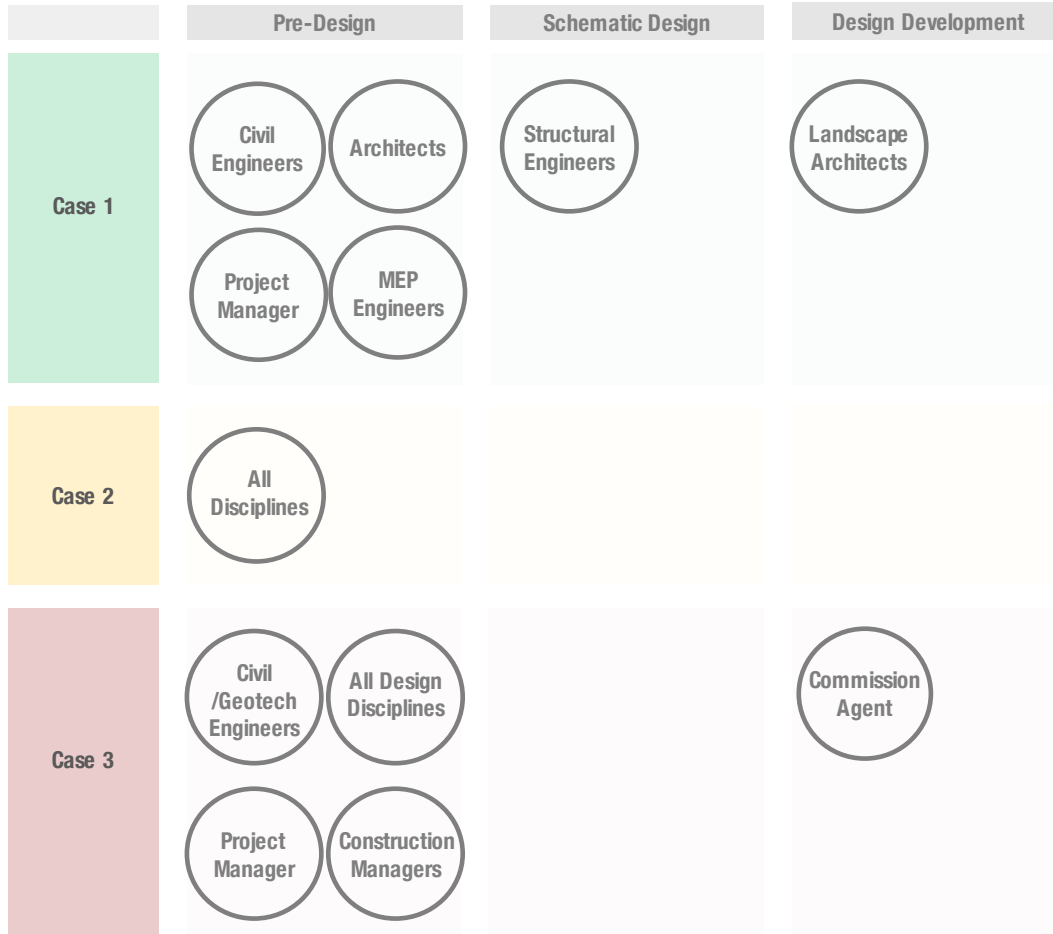 Pre-Design
Schematic Design
Design Development
Case 1
Civil
Engineers
Architects
Structural
Engineers
Landscape
Architects
Project
Manager
MEP
Engineers
Case 2
All
Disciplines
Case 3
Civil
/Geotech
Engineers
All Design
Disciplines
Commission
Agent
Project
Manager
Construction
Managers